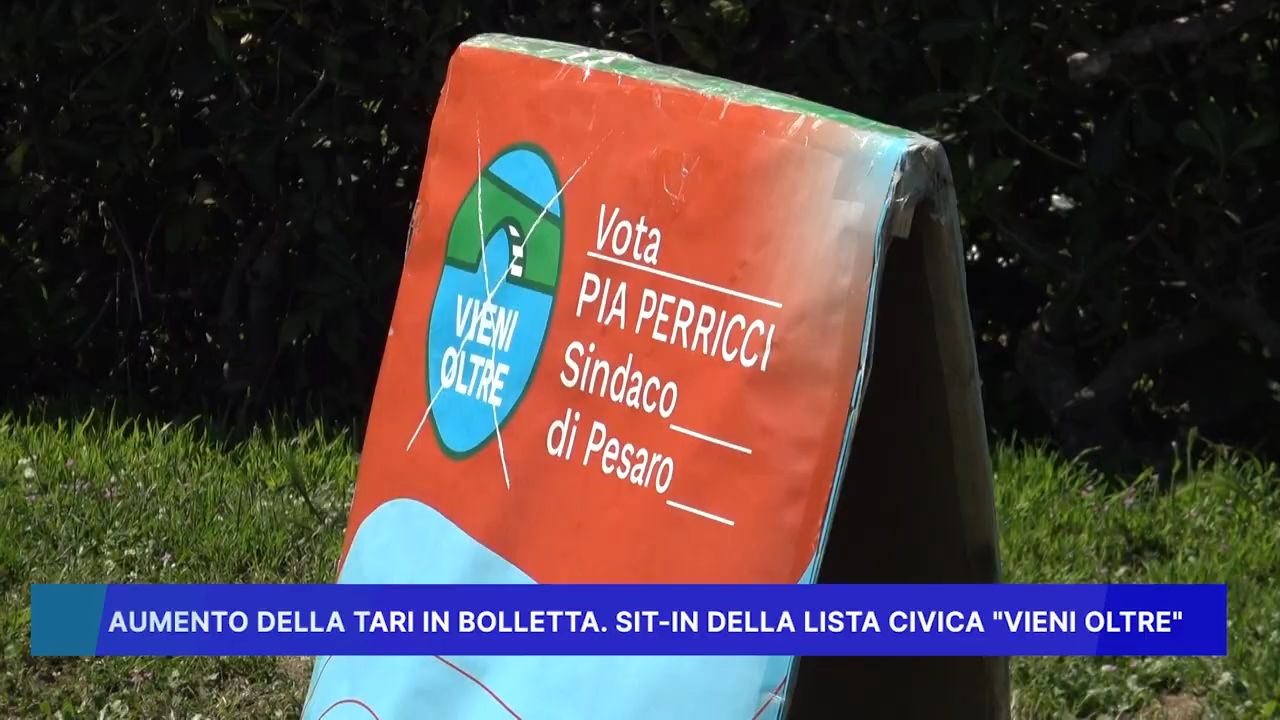 È
VIENI
OLTRE
Vota
PIA PERRICCI
Sindaco
di Pesaro
AUMENTO DELLA TARI IN BOLLETTA. SIT-IN DELLA LISTA CIVICA "VIENI OLTRE"